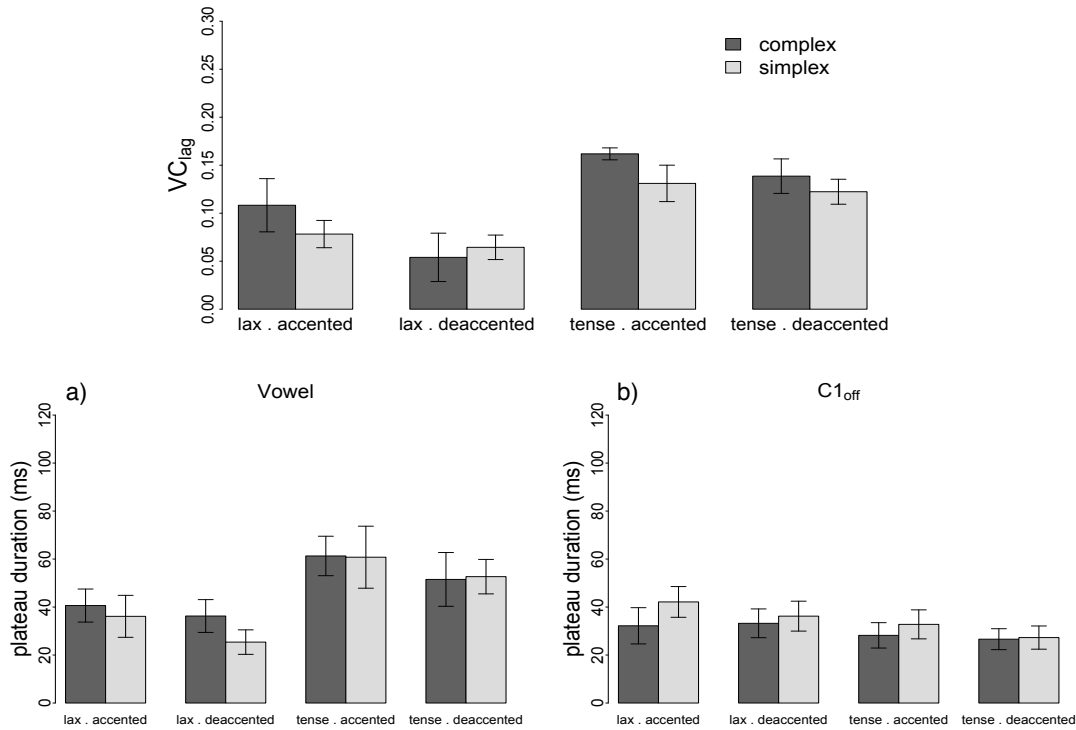 complex
simplex
VClag
0.00 0.05 0.10 0.15 0.20 0.25 0.30
lax . accented lax . deaccented tense . accented tense . deaccented
a) Vowel
plateau duration (ms)
0 20 40 60 80 100 120
lax . accented lax . deaccented tense . accented tense . deaccented
b) C1off
plateau duration (ms)
0 20 40 60 80 100 120
lax . accented lax . deaccented tense . accented tense . deaccented